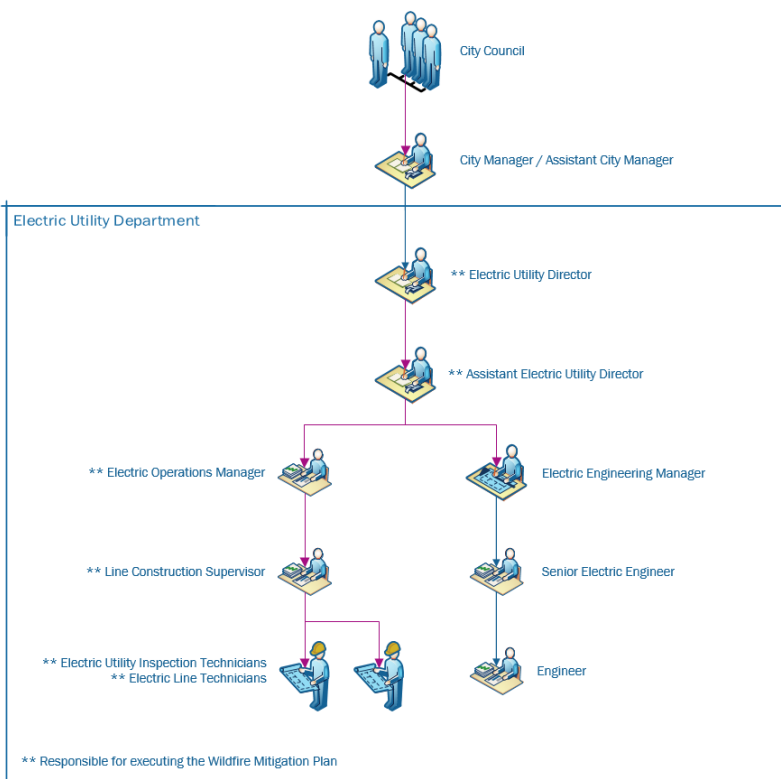 City Council
City Manager / Assistant City Manager
Electric Utility Department
** Electric Utility Director
** Assistant Electric Utility Director
** Electric Operations Manager
Electric Engineering Manager
** Line Construction Supervisor
Senior Electric Engineer
** Electric Utility Inspection Technicians
** Electric Line Technicians
Engineer
** Responsible for executing the Wildfire Mitigation Plan